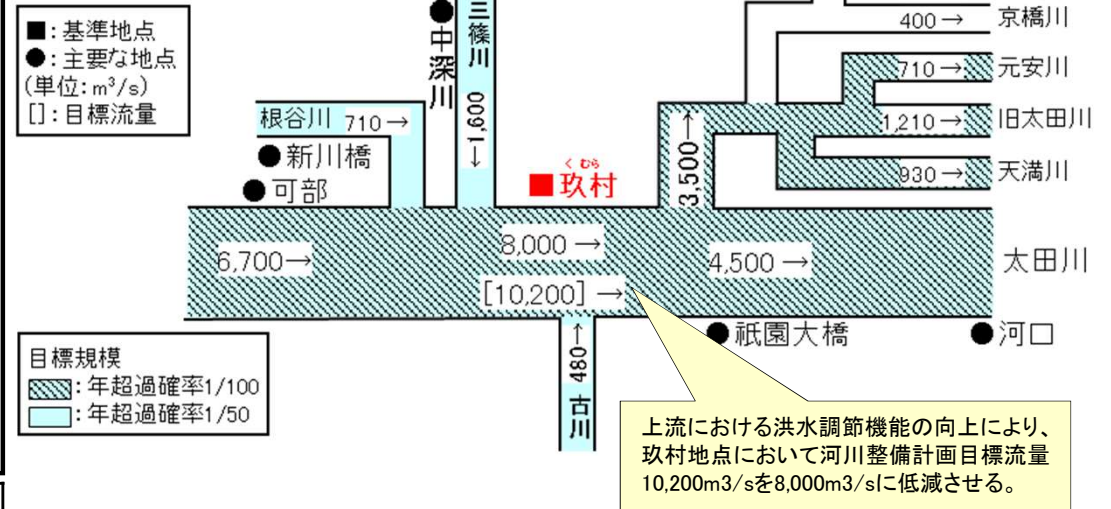 ■：基準地点
●：主要な地点
(単位：m³/s)
[]：目標流量
●中深川
三篠川
←1,600
400→
京橋川
710→
元安川
1,210→
旧太田川
930→
天満川
根谷川 710→
●新川橋
●可部
くむら
■玖村
3,500→
6,700→
8,000→
[10,200]→
4,500→
太田川
480→
古川
●祇園大橋
●河口
目標規模
：年超過確率1/100
：年超過確率1/50
上流における洪水調節機能の向上により、
玖村地点において河川整備計画目標流量
10,200m3/sを8,000m3/sに低減させる。